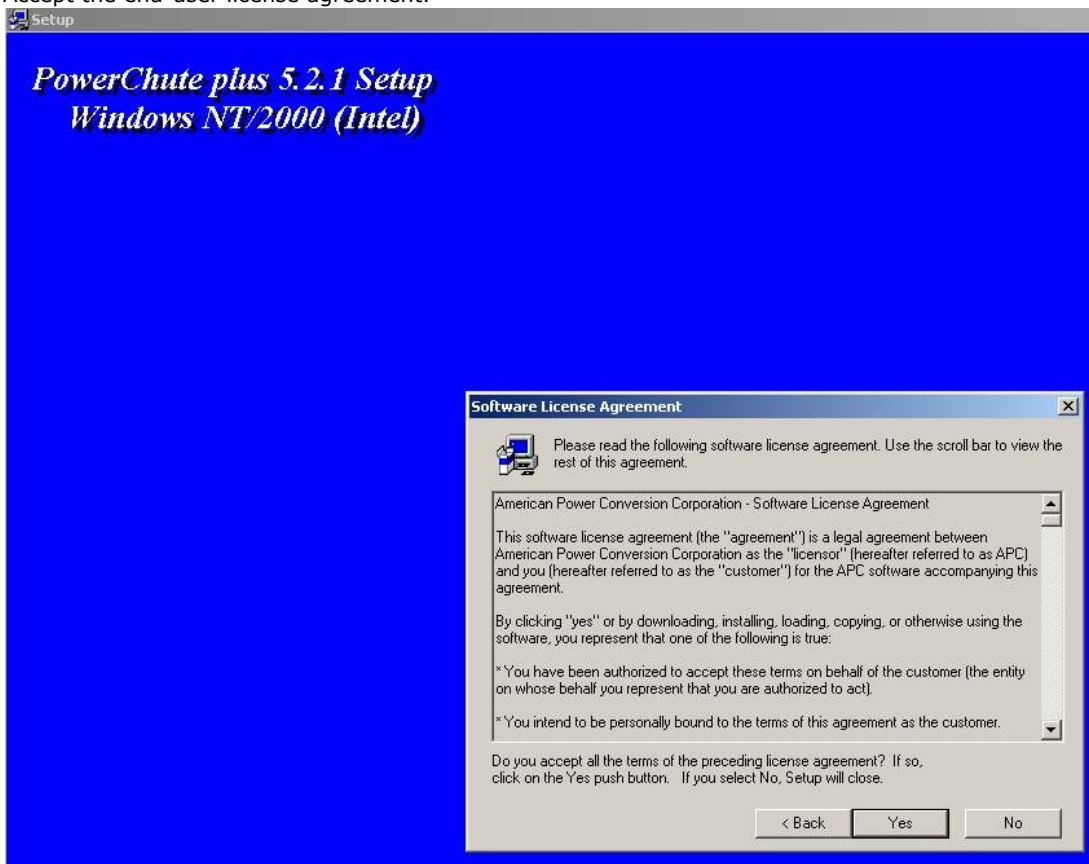 Accept the end-user license agreement.
Setup
PowerChute plus 5.2.1 Setup
Windows NT/2000 (Intel)
Software License Agreement
Please read the following software license agreement. Use the scroll bar to view the
rest of this agreement.
American Power Conversion Corporation - Software License Agreement
This software license agreement (the "agreement") is a legal agreement between
American Power Conversion Corporation as the "licensor" (hereafter referred to as APC)
and you (hereafter referred to as the "customer") for the APC software accompanying this
agreement.
By clicking "yes" or by downloading, installing, loading, copying, or otherwise using the
software, you represent that one of the following is true:
* You have been authorized to accept these terms on behalf of the customer (the entity
on whose behalf you represent that you are authorized to act).
* You intend to be personally bound to the terms of this agreement as the customer.
Do you accept all the terms of the preceding license agreement? If so,
click on the Yes push button. If you select No, Setup will close.
< Back
Yes
No